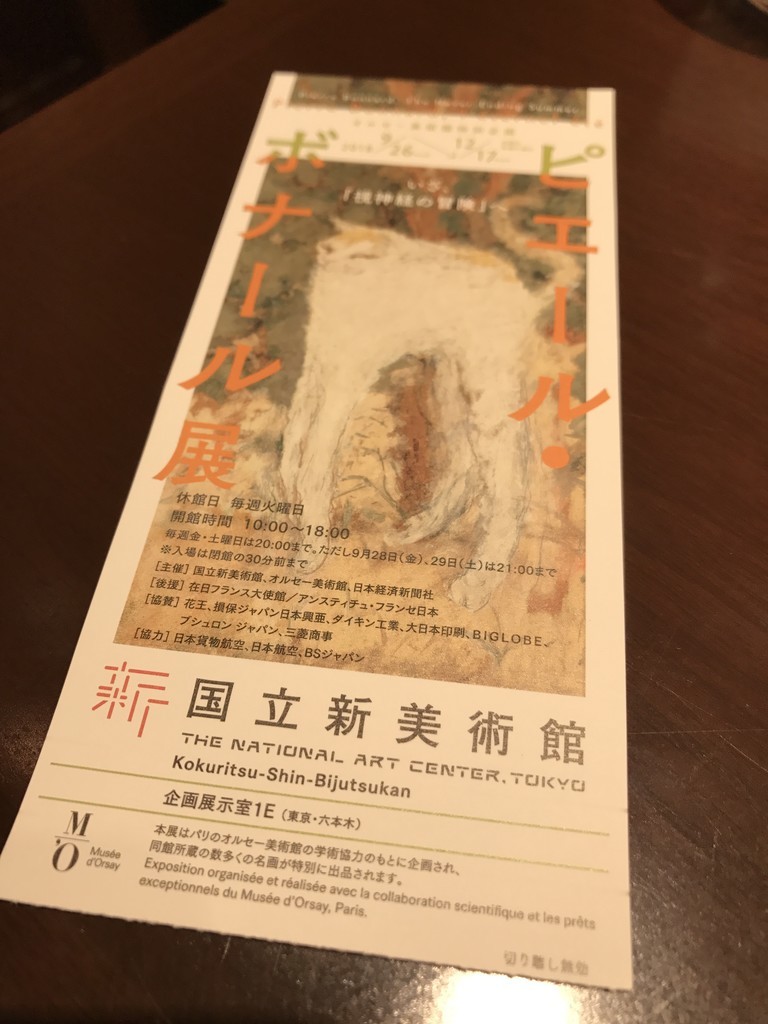 ピエール・
ボナール展
2018 9/26 12/17
いざ、
「視神経の冒険」へ
休館日 毎週火曜日
開館時間 10:00〜18:00
毎週金・土曜日は20:00まで。ただし9月28日(金)、29日(土)は21:00まで
※入場は閉館の30分前まで
［主催］国立新美術館、オルセー美術館、日本経済新聞社
［後援］在日フランス大使館／アンスティチュ・フランセ日本
［協賛］花王、損保ジャパン日本興亜、ダイキン工業、大日本印刷、BIGLOBE、
ブシュロン ジャパン、三菱商事
［協力］日本貨物航空、日本航空、BSジャパン
新 国立新美術館
THE NATIONAL ART CENTER, TOKYO
Kokuritsu-Shin-Bijutsukan
企画展示室1E（東京・六本木）
M'O Musée d'Orsay
本展はパリのオルセー美術館の学術協力のもとに企画され、
同館所蔵の数多くの名画が特別に出品されます。
Exposition organisée et réalisée avec la collaboration scientifique et les prêts
exceptionnels du Musée d'Orsay, Paris.
切り離し無効